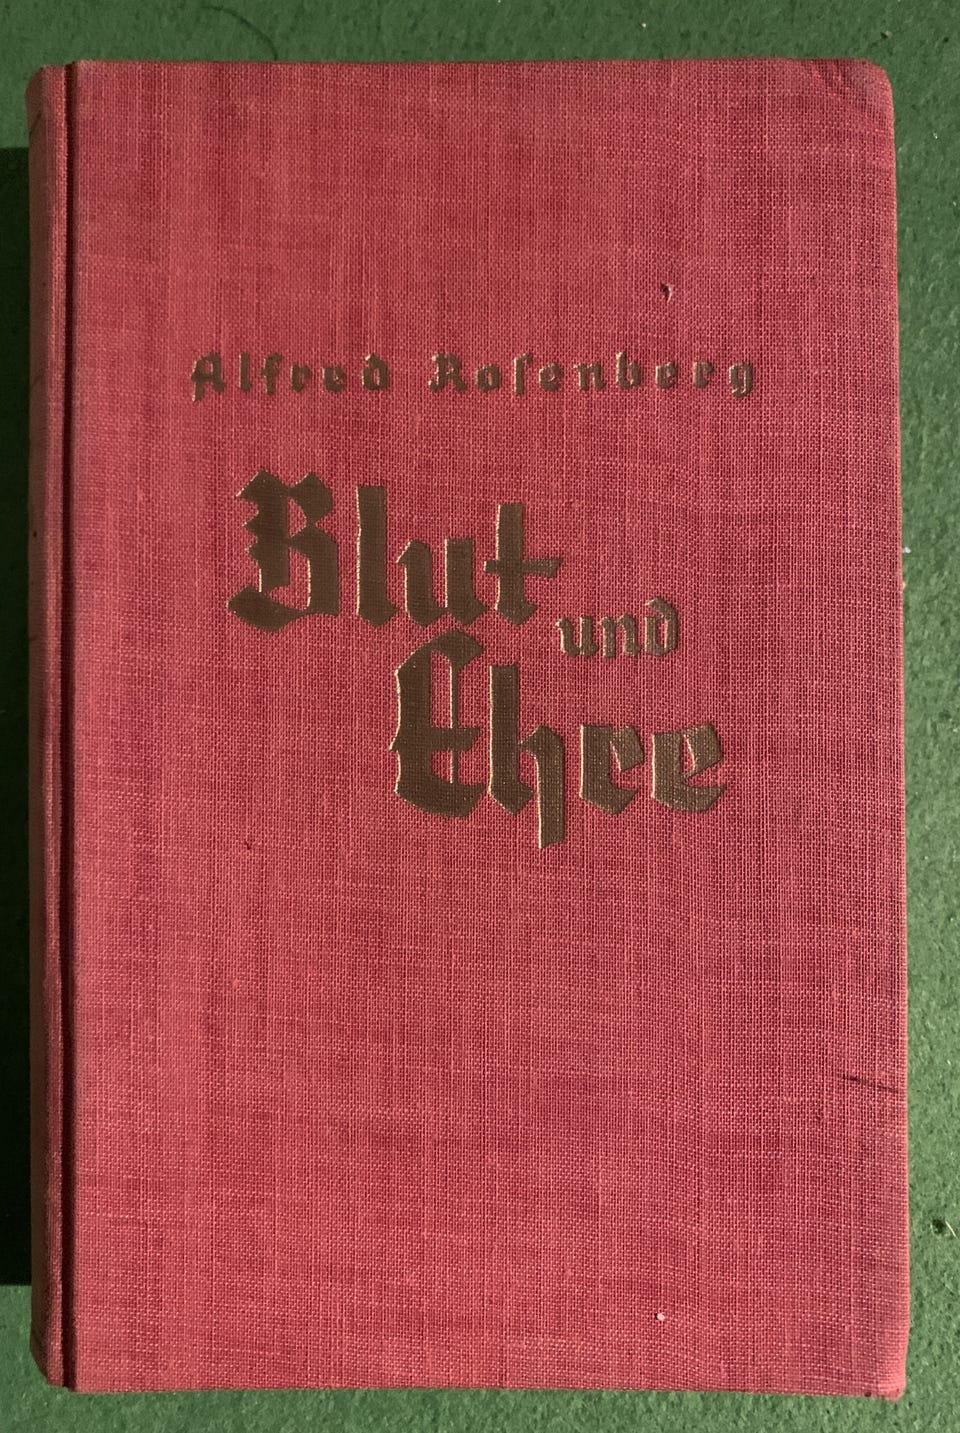 Alfred Roſenberg
Blut
und
Ehre